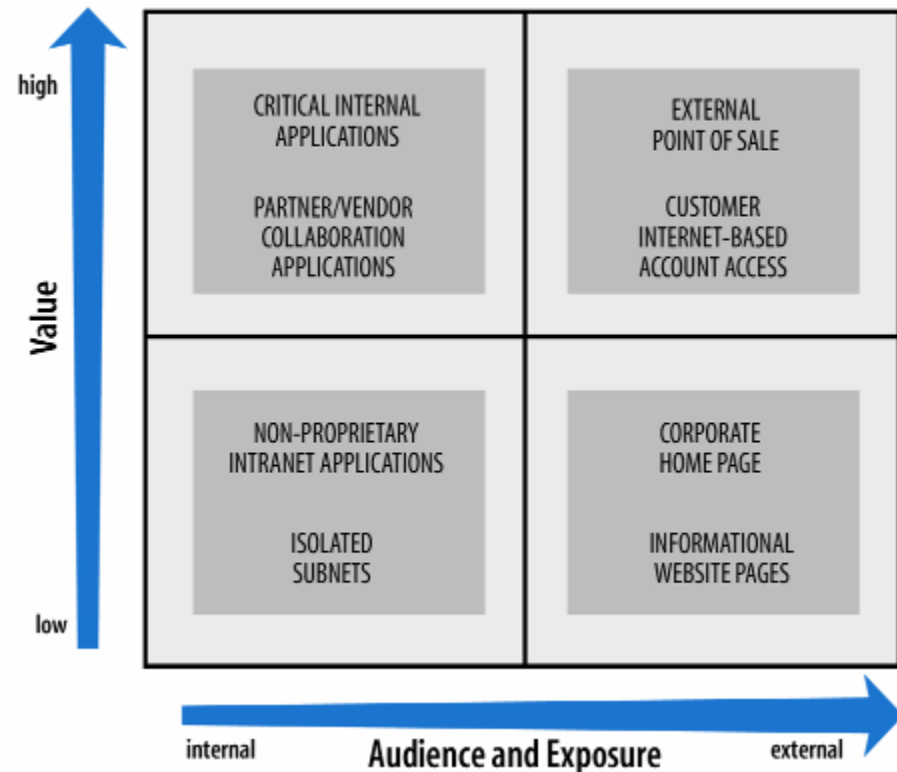 high
CRITICAL INTERNAL
APPLICATIONS
PARTNER/VENDOR
COLLABORATION
APPLICATIONS
EXTERNAL
POINT OF SALE
CUSTOMER
INTERNET-BASED
ACCOUNT ACCESS
Value
NON-PROPRIETARY
INTRANET APPLICATIONS
ISOLATED
SUBNETS
CORPORATE
HOME PAGE
INFORMATIONAL
WEBSITE PAGES
low
internal
Audience and Exposure
external